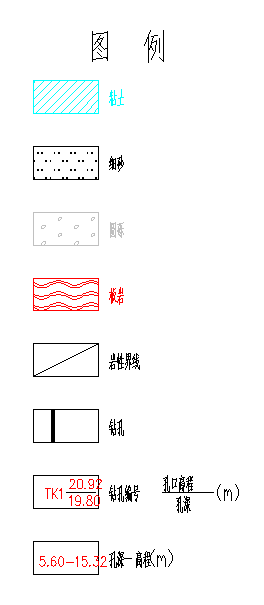 图 例
粘土
细砂
圆砾
板岩
岩性界线
钻孔
TK1 20.92 钻孔编号 孔口高程 (m)
19.80 孔深
5.60-15.32 孔深—高程(m)